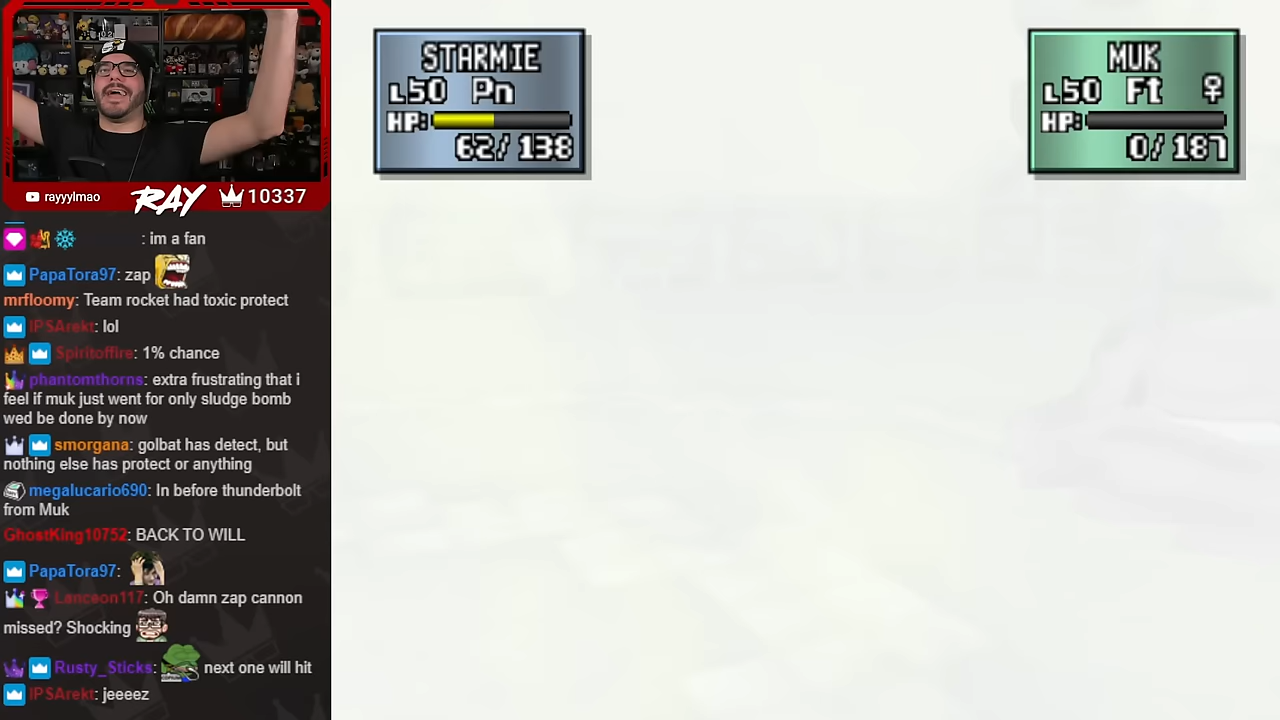 STARMIE
L50 Pn
HP:
62/138
MUK
L50 Ft ♀
HP:
0/187
rayyylmao RAY 10337
: im a fan
PapaTora97: zap
mrfloomy: Team rocket had toxic protect
IPSArekt: lol
Spiritoffire: 1% chance
phantomthorns: extra frustrating that i
feel if muk just went for only sludge bomb
wed be done by now
smorgana: golbat has detect, but
nothing else has protect or anything
megalucario690: In before thunderbolt
from Muk
GhostKing10752: BACK TO WILL
PapaTora97:
Lanceon117: Oh damn zap cannon
missed? Shocking
Rusty_Sticks: next one will hit
IPSArekt: jeeeez